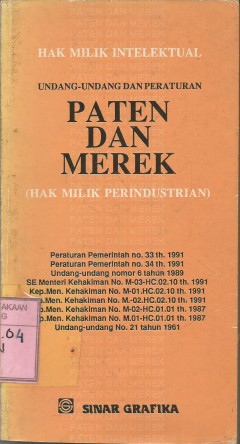 HAK MILIK INTELEKTUAL
UNDANG-UNDANG DAN PERATURAN
PATEN
DAN
MEREK
(HAK MILIK PERINDUSTRIAN)
Peraturan Pemerintah no. 33 th. 1991
Peraturan Pemerintah no. 34 th. 1991
Undang-undang nomor 6 tahun 1989
SE Menteri Kehakiman No. M-03-HC.02.10 th. 1991
Kep.Men. Kehakiman No. M-01.HC.02.10 th. 1991
Men. Kehakiman No. M.-02.HC.02.10 th. 1991
Men. Kehakiman No. M-02-HC.01.01 th. 1987
Men. Kehakiman No. M.01-HC.01.01 th. 1987
Undang-undang No. 21 tahun 1961
AKAAN
G
.04
SINAR GRAFIKA